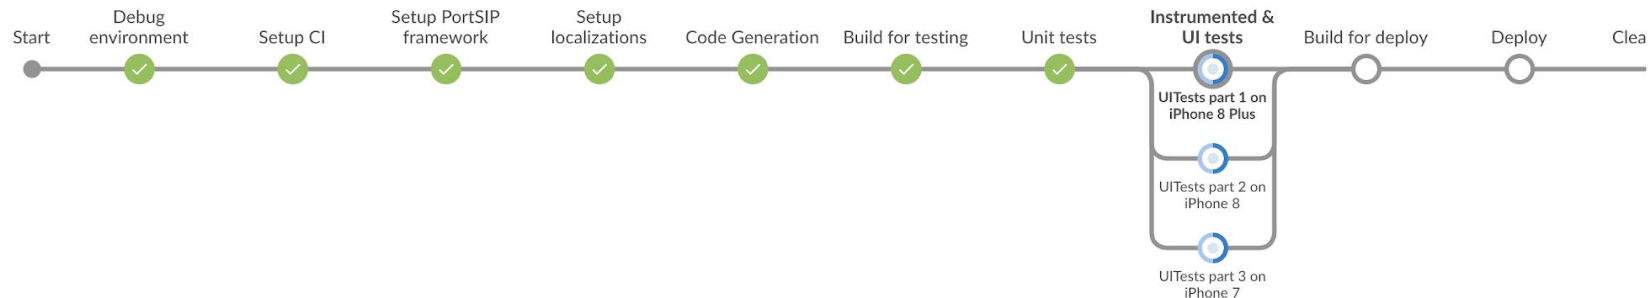 Start
Debug
environment
Setup CI
Setup PortSIP
framework
Setup
localizations
Code Generation
Build for testing
Unit tests
Instrumented &
UI tests
Build for deploy
Deploy
Clea
UITests part 1 on
iPhone 8 Plus
UITests part 2 on
iPhone 8
UITests part 3 on
iPhone 7